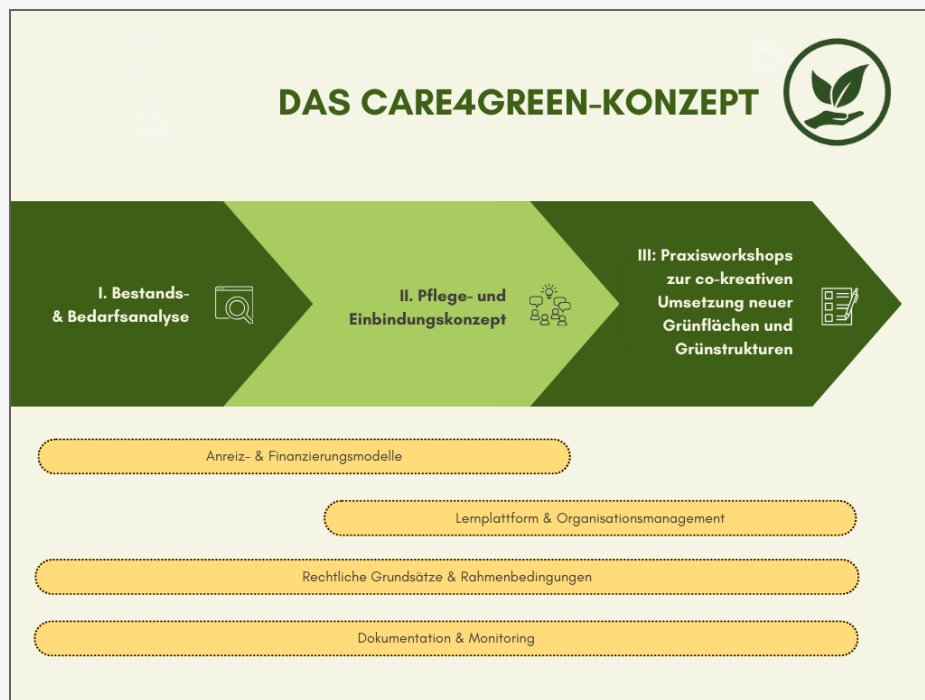 DAS CARE4GREEN-KONZEPT
I. Bestands-
& Bedarfsanalyse
II. Pflege- und
Einbindungskonzept
III: Praxisworkshops
zur co-kreativen
Umsetzung neuer
Grünflächen und
Grünstrukturen
Anreiz- & Finanzierungsmodelle
Lernplattform & Organisationsmanagement
Rechtliche Grundsätze & Rahmenbedingungen
Dokumentation & Monitoring